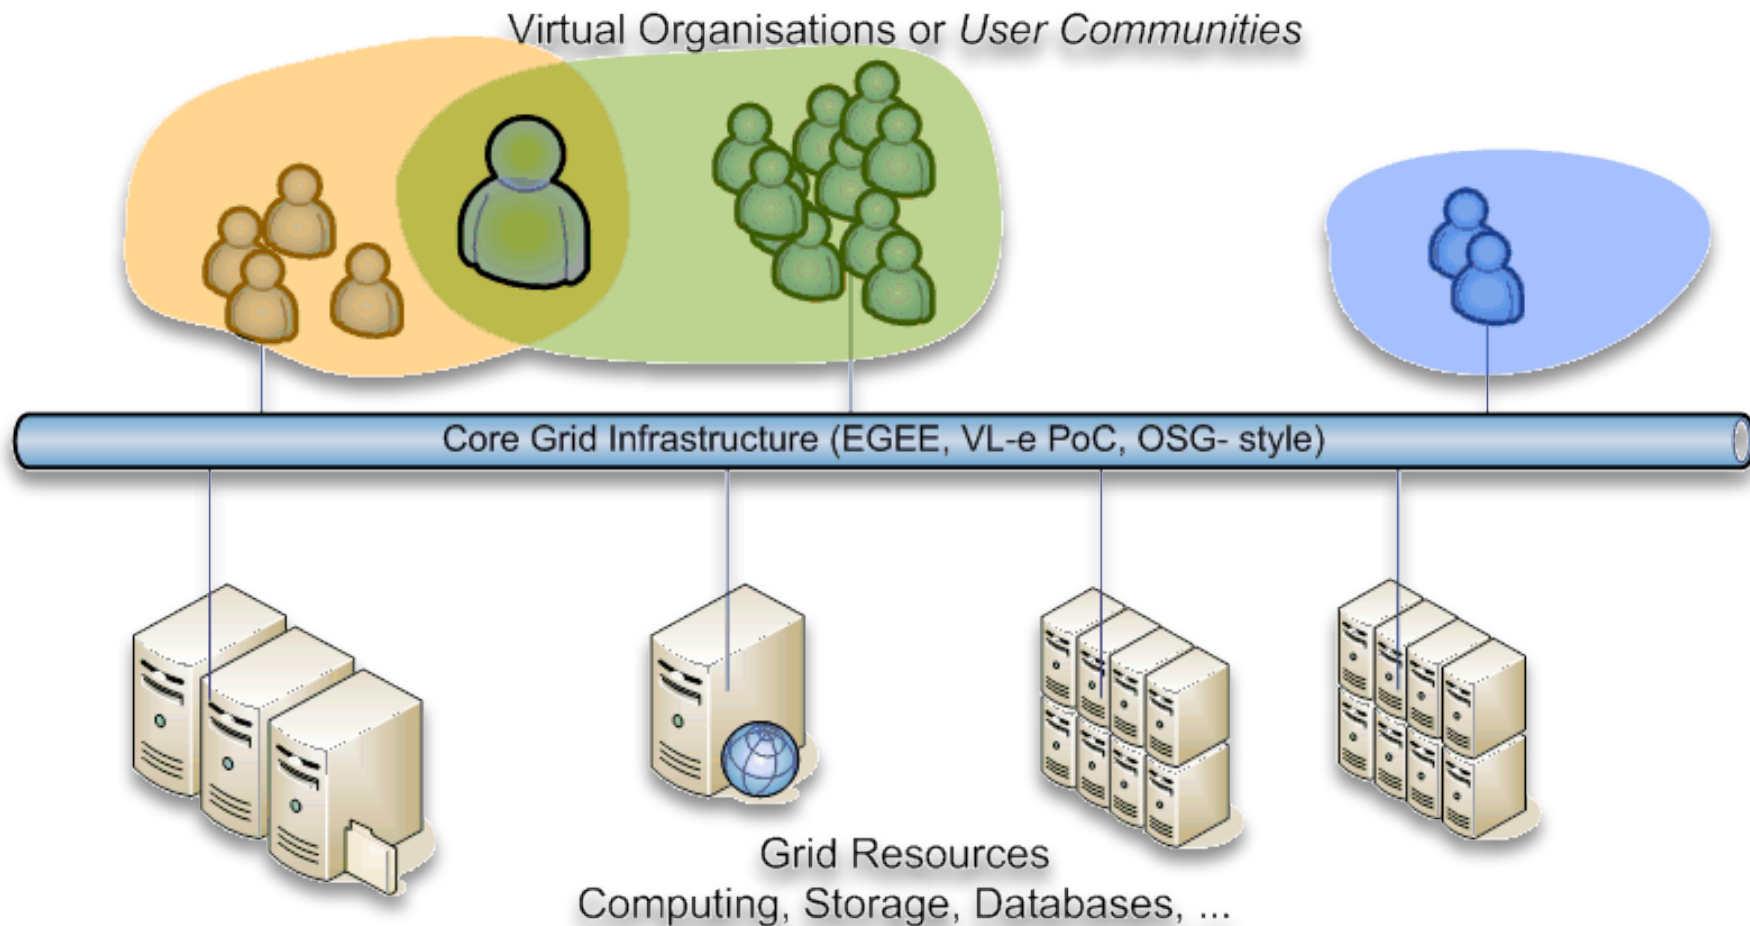 Virtual Organisations or User Communities
Core Grid Infrastructure (EGEE, VL-e PoC, OSG- style)
Grid Resources
Computing, Storage, Databases, ...